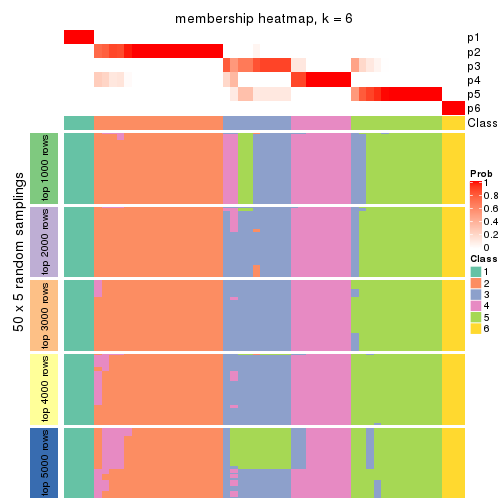 membership heatmap, k = 6
p1
p2
p3
p4
p5
p6
Class
50 x 5 random samplings
top 1000 rows
top 2000 rows
top 3000 rows
top 4000 rows
top 5000 rows
Prob
1
0.8
0.6
0.4
0.2
0
Class
1
2
3
4
5
6